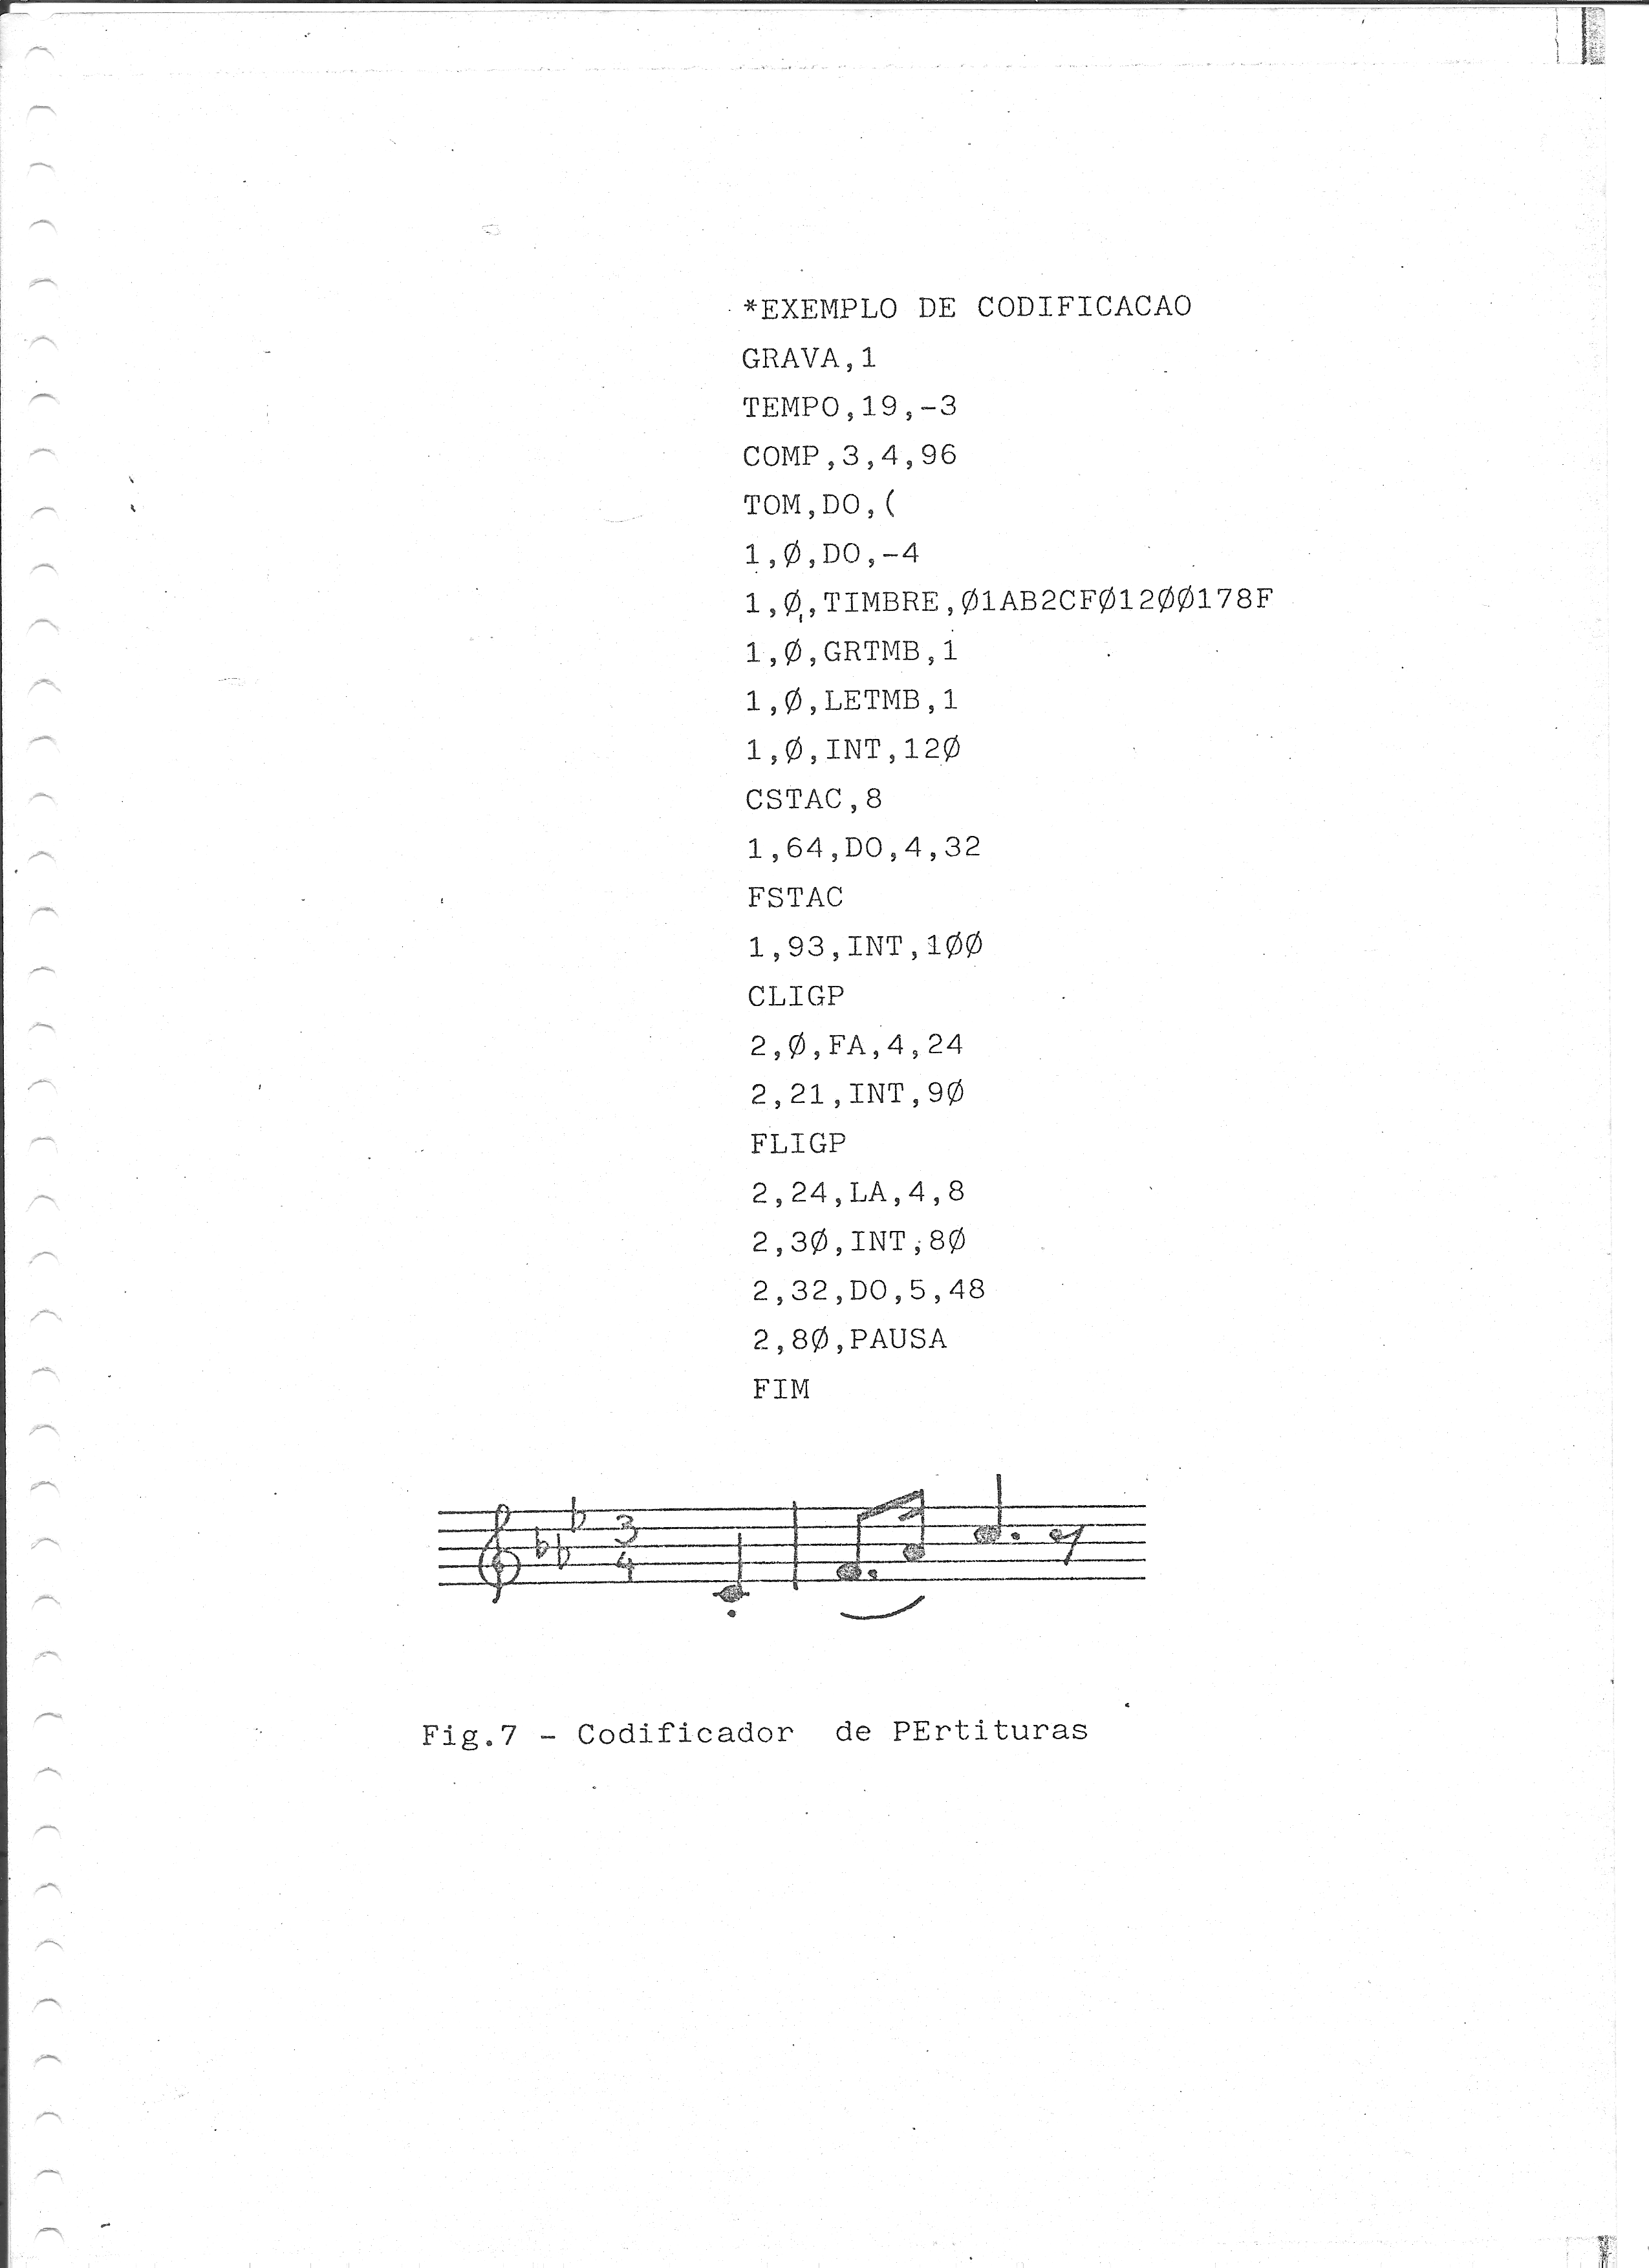 *EXEMPLO DE CODIFICACAO
GRAVA,1
TEMPO,19,-3
COMP,3,4,96
TOM,DO,(
1,Ø,DO,-4
1,Ø,TIMBRE,Ø1AB2CFØ12ØØ178F
1,Ø,GRTMB,1
1,Ø,LETMB,1
1,Ø,INT,12Ø
CSTAC,8
1,64,DO,4,32
FSTAC
1,93,INT,1ØØ
CLIGP
2,Ø,FA,4,24
2,21,INT,9Ø
FLIGP
2,24,LA,4,8
2,3Ø,INT,8Ø
2,32,DO,5,48
2,8Ø,PAUSA
FIM
3
4
Fig.7 - Codificador de PErtituras